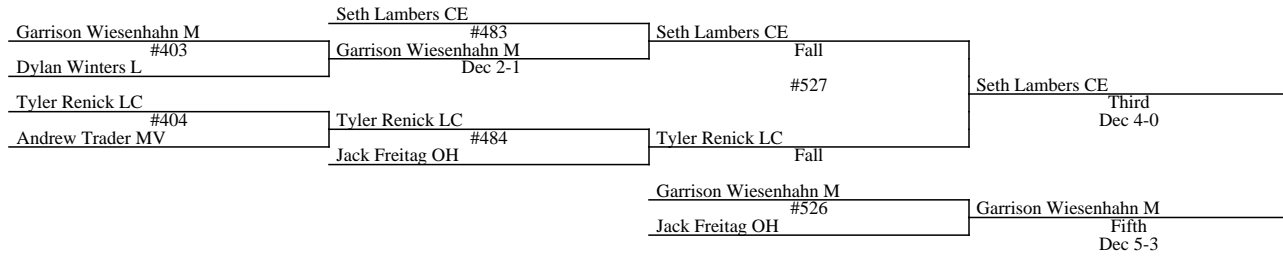 Seth Lambers CE
Garrison Wiesenhahn M
#483
Seth Lambers CE
#403
Garrison Wiesenhahn M
Fall
Dylan Winters L
Dec 2-1
#527
Seth Lambers CE
Tyler Renick LC
Third
#404
Tyler Renick LC
Dec 4-0
Andrew Trader MV
#484
Tyler Renick LC
Jack Freitag OH
Fall
Garrison Wiesenhahn M
#526
Garrison Wiesenhahn M
Jack Freitag OH
Fifth
Dec 5-3